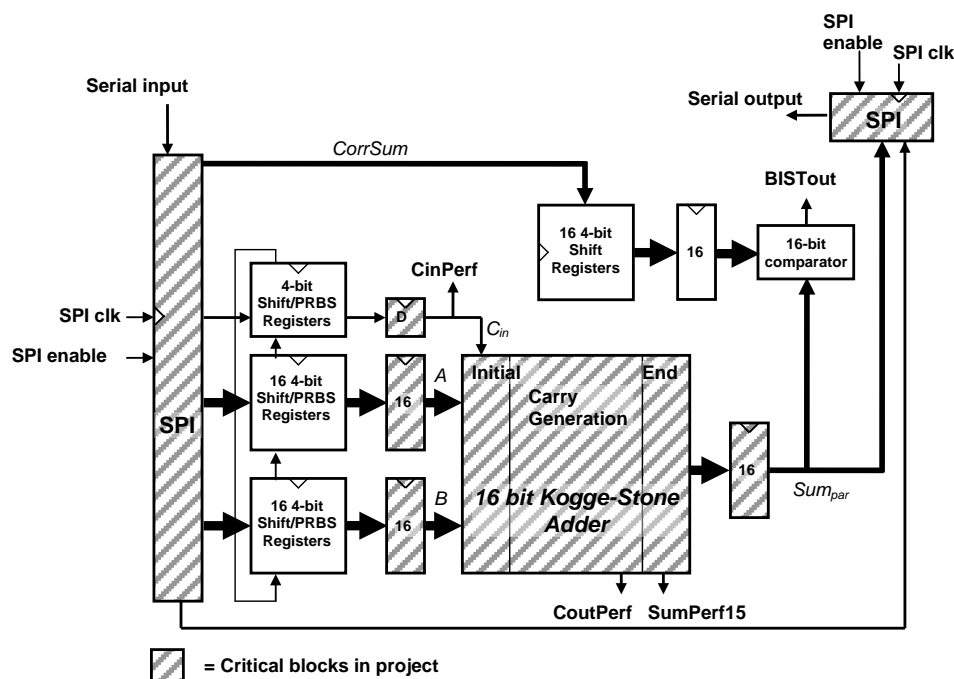 SPI
enable
SPI clk
Serial input
Serial output
SPI
CorrSum
BISTout
16 4-bit
Shift
Registers
16
16-bit
comparator
4-bit
Shift/PRBS
Registers
CinPerf
D
Cin
SPI clk
SPI enable
SPI
16 4-bit
Shift/PRBS
Registers
16
A
Initial
End
Carry
Generation
16 bit Kogge-Stone
Adder
16
Sumpar
16 4-bit
Shift/PRBS
Registers
16
B
CoutPerf
SumPerf15
= Critical blocks in project